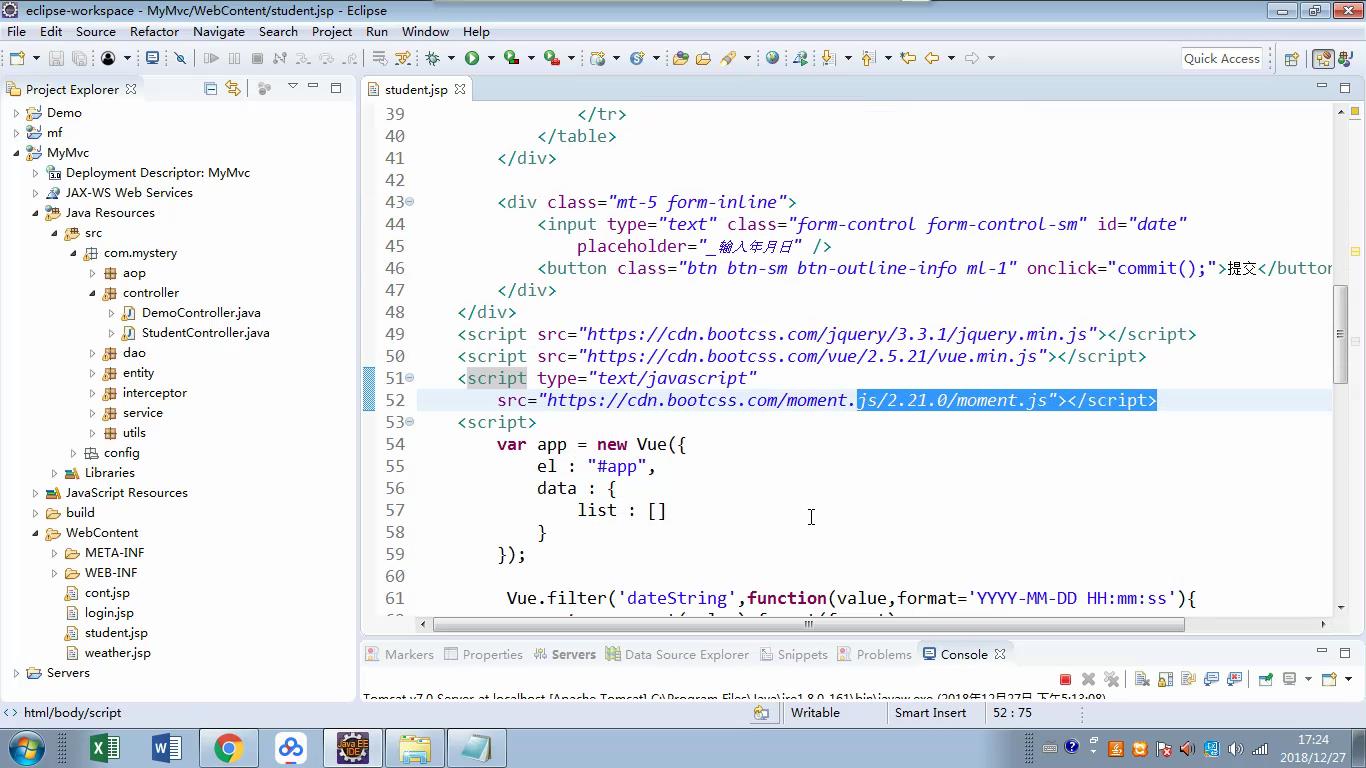 eclipse-workspace - MyMvc/WebContent/student.jsp - Eclipse
File Edit Source Refactor Navigate Search Project Run Window Help
Quick Access
Project Explorer
Demo
mf
MyMvc
Deployment Descriptor: MyMvc
JAX-WS Web Services
Java Resources
src
com.mystery
aop
controller
DemoController.java
StudentController.java
dao
entity
interceptor
service
utils
config
Libraries
JavaScript Resources
build
WebContent
META-INF
WEB-INF
cont.jsp
login.jsp
student.jsp
weather.jsp
Servers
student.jsp
39 </tr>
40 </table>
41 </div>
42
43 <div class="mt-5 form-inline">
44 <input type="text" class="form-control form-control-sm" id="date"
45 placeholder="_输入年月日" />
46 <button class="btn btn-sm btn-outline-info ml-1" onclick="commit();">提交</button
47 </div>
48 </div>
49 <script src="https://cdn.bootcss.com/jquery/3.3.1/jquery.min.js"></script>
50 <script src="https://cdn.bootcss.com/vue/2.5.21/vue.min.js"></script>
51 <script type="text/javascript"
52 src="https://cdn.bootcss.com/moment.js/2.21.0/moment.js"></script>
53 <script>
54 var app = new Vue({
55 el : "#app",
56 data : {
57 list : []
58 }
59 });
60
61 Vue.filter('dateString',function(value,format='YYYY-MM-DD HH:mm:ss'){
Markers Properties Servers Data Source Explorer Snippets Problems Console
Tomcat v7.0 Server at localhost [Apache Tomcat] C:\Program Files\Java\jre1.8.0_161\bin\javaw.exe (2018年12月27日 下午5:13:08)
html/body/script Writable Smart Insert 52 : 75
17:24
2018/12/27